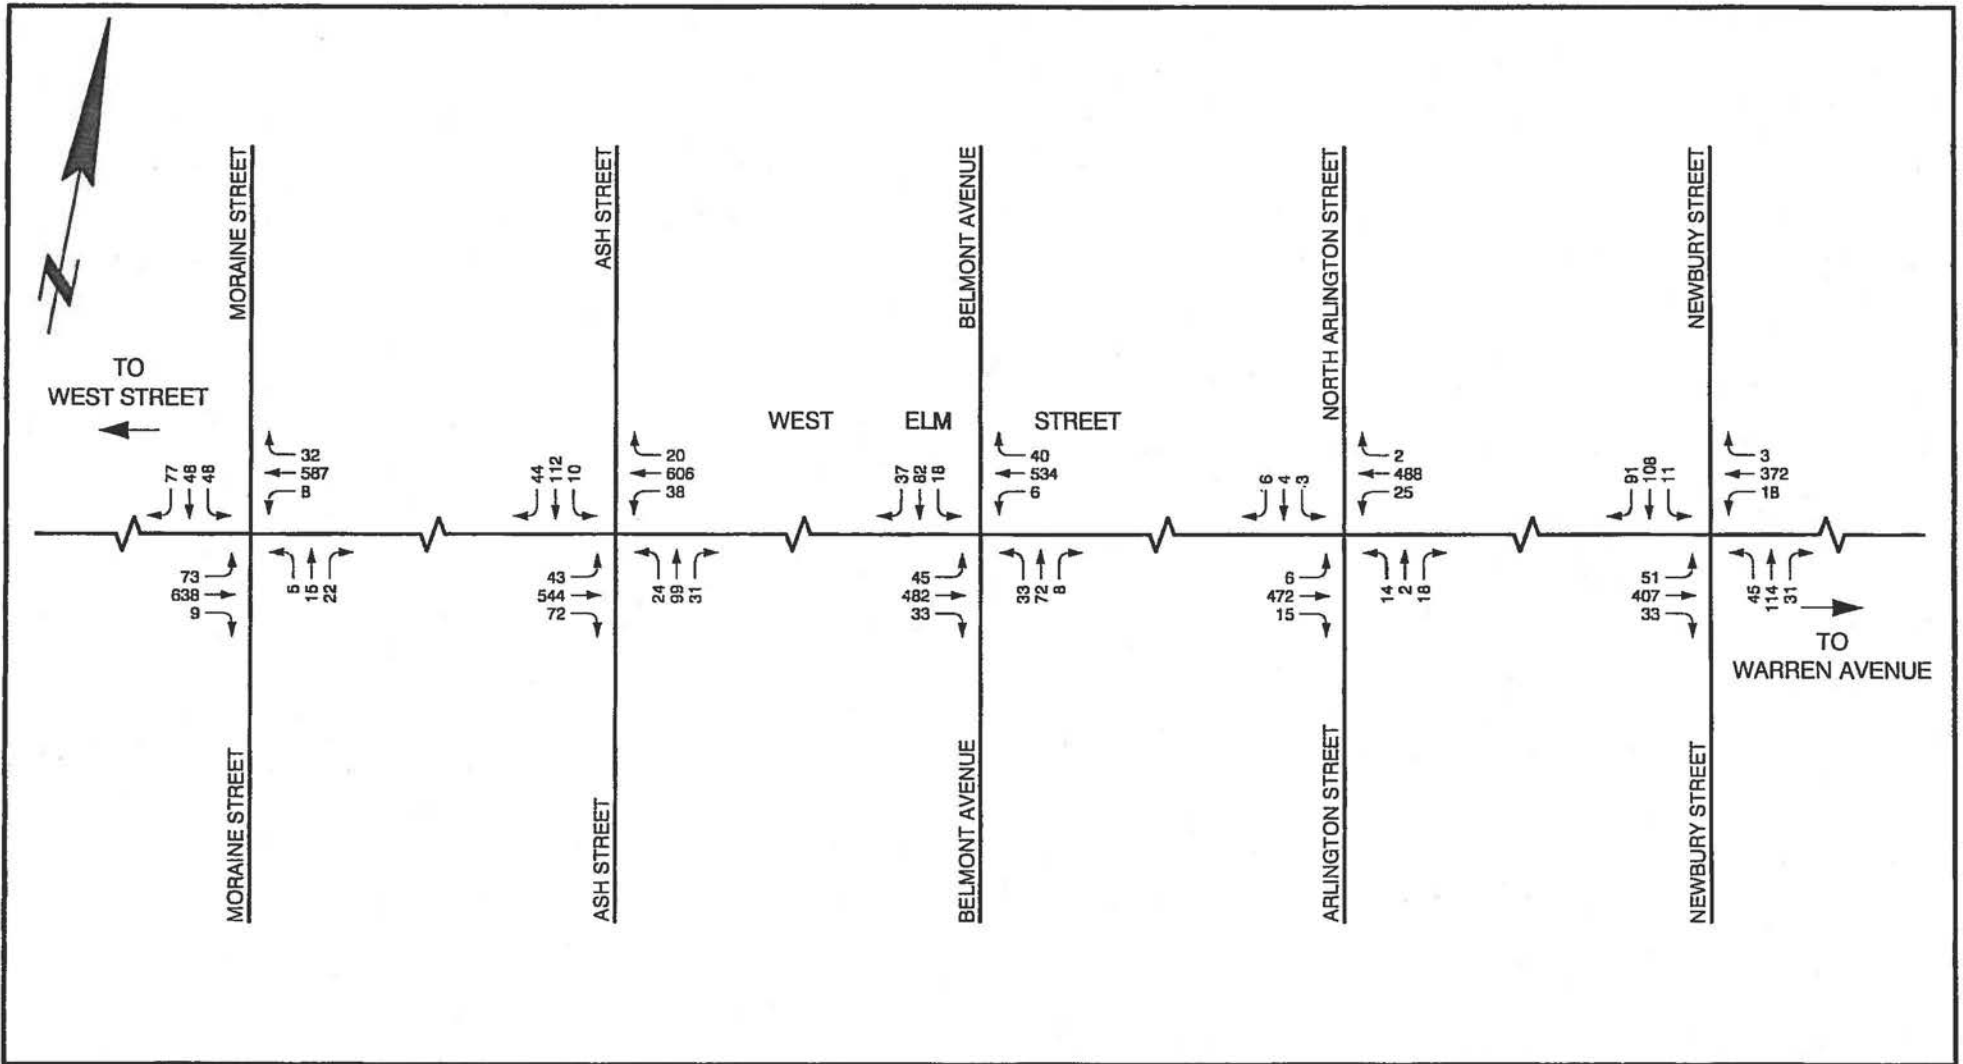 MORAINE STREET
ASH STREET
BELMONT AVENUE
NORTH ARLINGTON STREET
NEWBURY STREET
N
TO
WEST STREET
WEST ELM STREET
77 48 48
32
587
8
44 112 10
20
606
38
37 82 18
40
534
6
6 4 3
2
488
25
91 108 11
3
372
18
73
638
9
5 15 22
43
544
72
24 99 31
45
482
33
33 72 8
6
472
15
14 2 18
51
407
33
45 114 31
TO
WARREN AVENUE
MORAINE STREET
ASH STREET
BELMONT AVENUE
ARLINGTON STREET
NEWBURY STREET